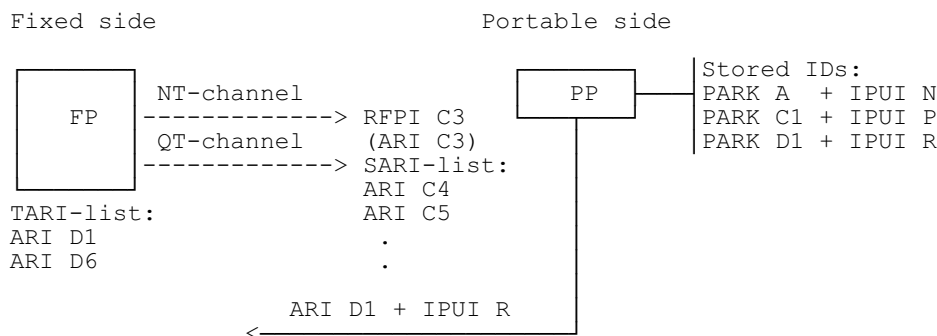 Fixed side Portable side
Stored IDs:
NT-channel PP PARK A + IPUI N
FP -------------> RFPI C3 PARK C1 + IPUI P
QT-channel (ARI C3) PARK D1 + IPUI R
-------------> SARI-list:
ARI C4
TARI-list: ARI C5
ARI D1 .
ARI D6 .
ARI D1 + IPUI R